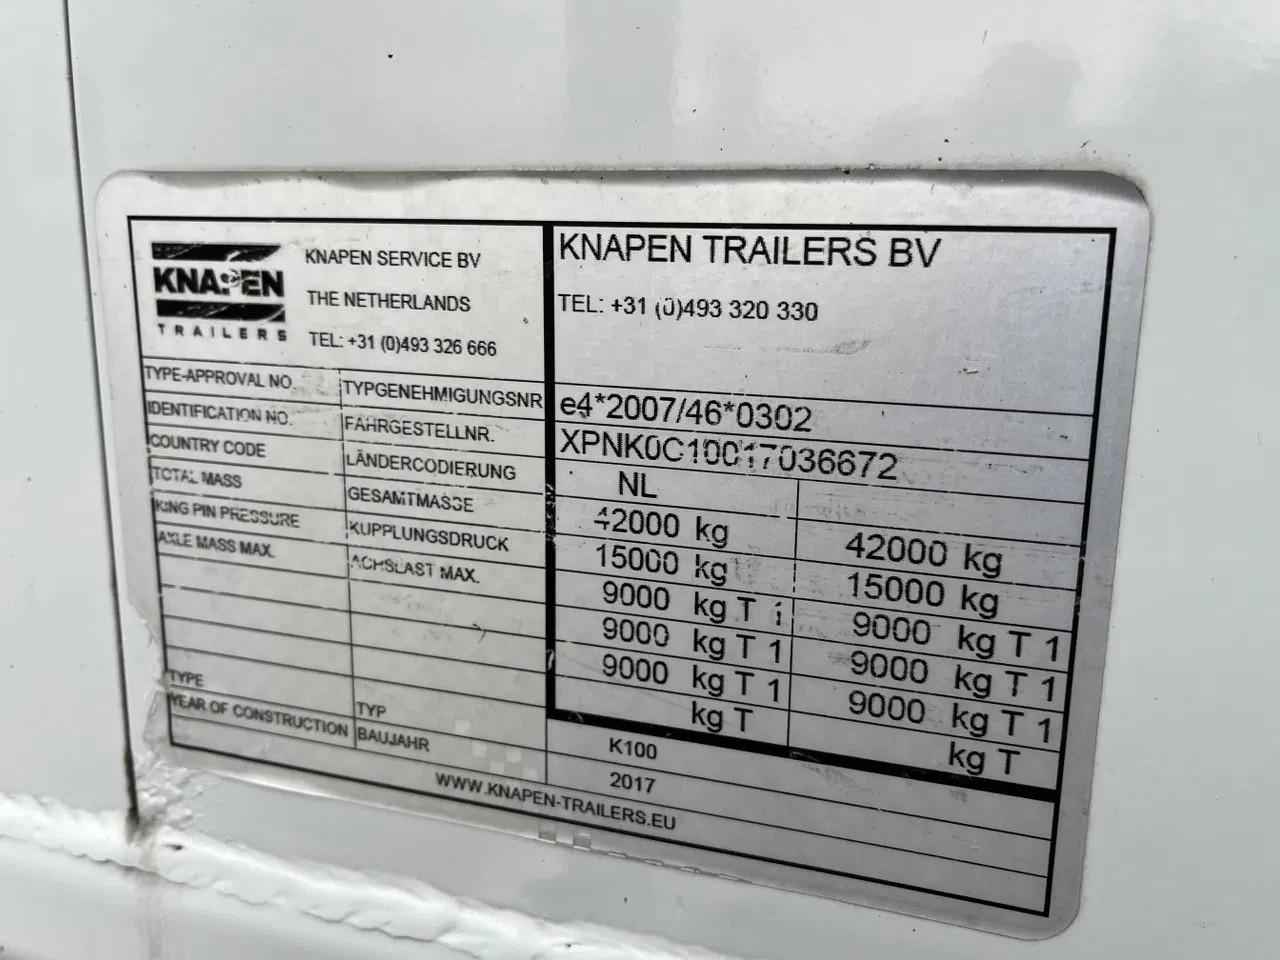 KNAPEN
TRAILERS
KNAPEN SERVICE BV
THE NETHERLANDS
TEL: +31 (0)493 326 666
KNAPEN TRAILERS BV
TEL: +31 (0)493 320 330
TYPE-APPROVAL NO. TYPGENEHMIGUNGSNR e4*2007/46*0302
IDENTIFICATION NO. FAHRGESTELLNR. XPNK0C10017036672
COUNTRY CODE LÄNDERCODIERUNG NL
TOTAL MASS GESAMTMASSE 42000 kg 42000 kg
KING PIN PRESSURE KUPPLUNGSDRUCK 15000 kg 15000 kg
AXLE MASS MAX. ACHSLAST MAX. 9000 kg T 1 9000 kg T 1
9000 kg T 1 9000 kg T 1
9000 kg T 1 9000 kg T 1
kg T kg T
TYPE TYP K100
YEAR OF CONSTRUCTION BAUJAHR 2017
WWW.KNAPEN-TRAILERS.EU